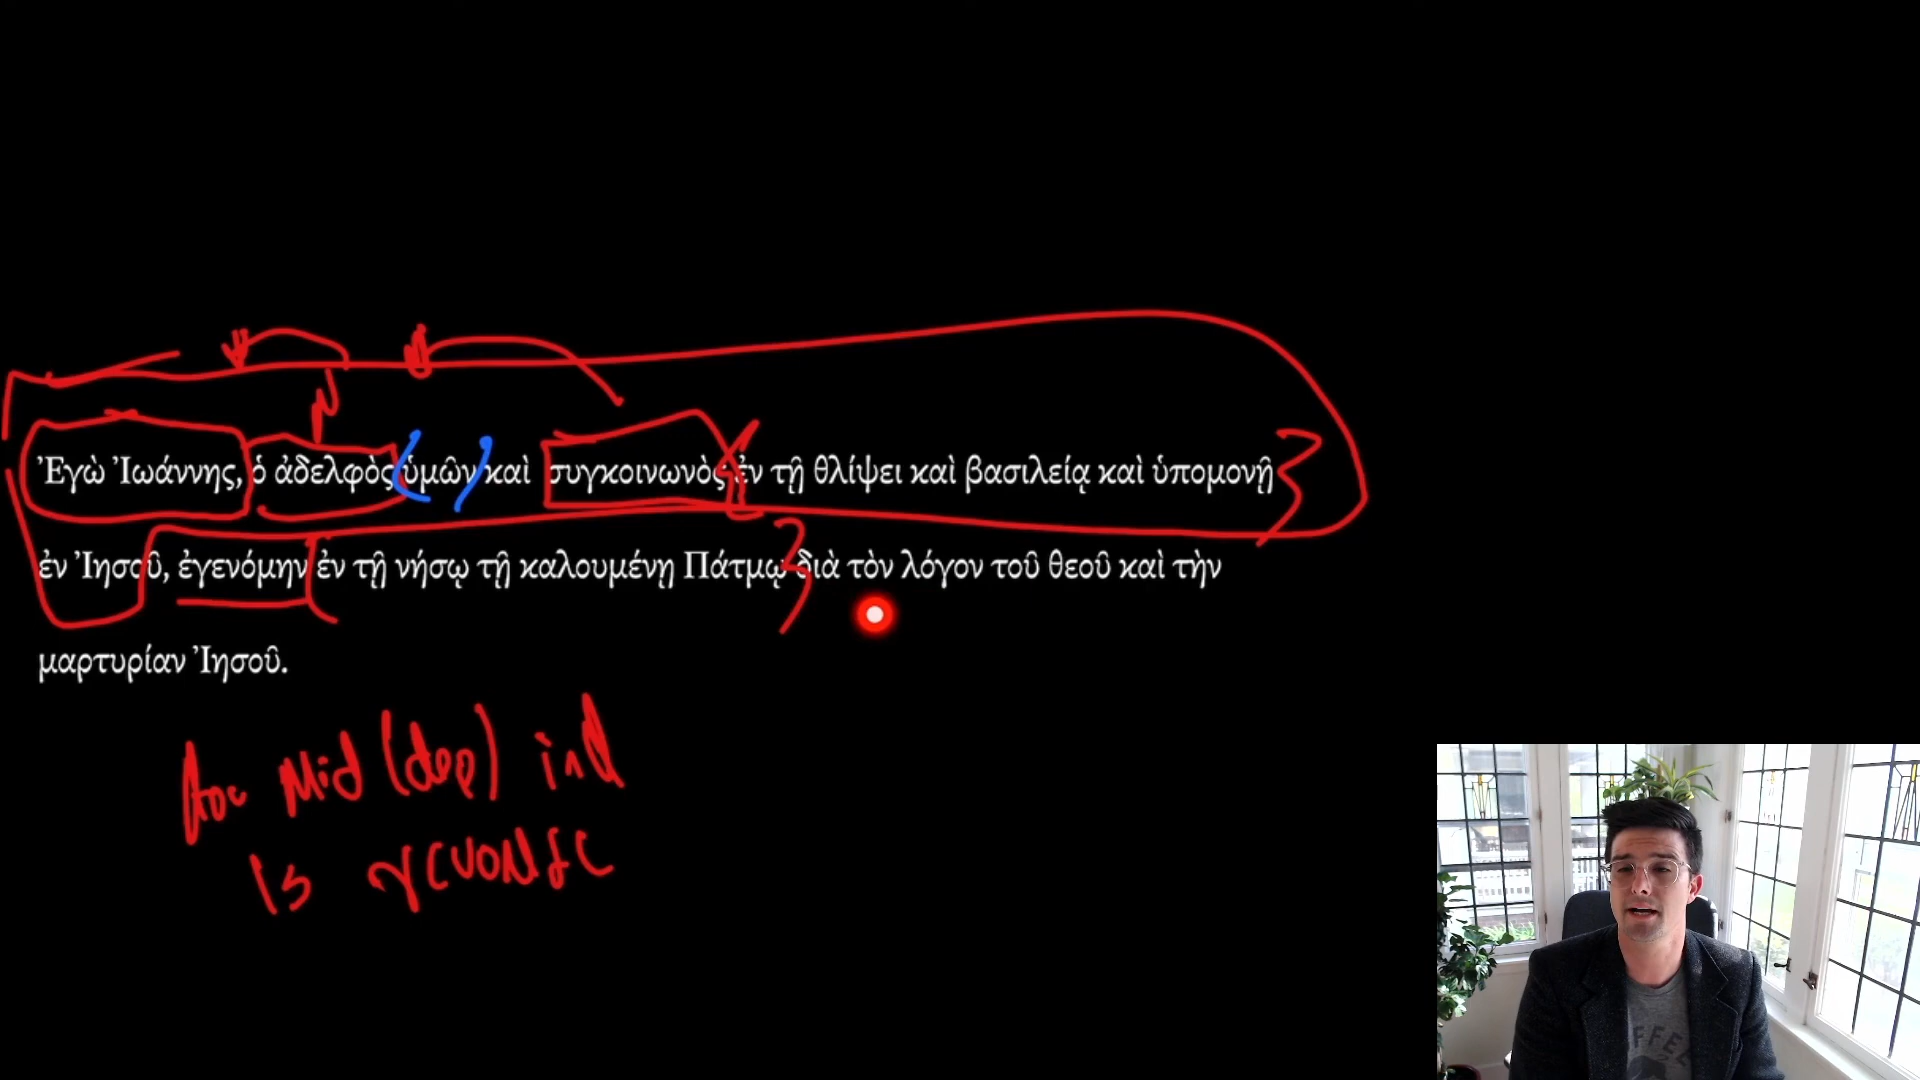 Ἐγὼ Ἰωάννης, ὁ ἀδελφὸς ὑμῶν καὶ συγκοινωνὸς ἐν τῇ θλίψει καὶ βασιλείᾳ καὶ ὑπομονῇ
ἐν Ἰησοῦ, ἐγενόμην ἐν τῇ νήσῳ τῇ καλουμένῃ Πάτμῳ διὰ τὸν λόγον τοῦ θεοῦ καὶ τὴν
μαρτυρίαν Ἰησοῦ.
Mid (dep) ind
1s